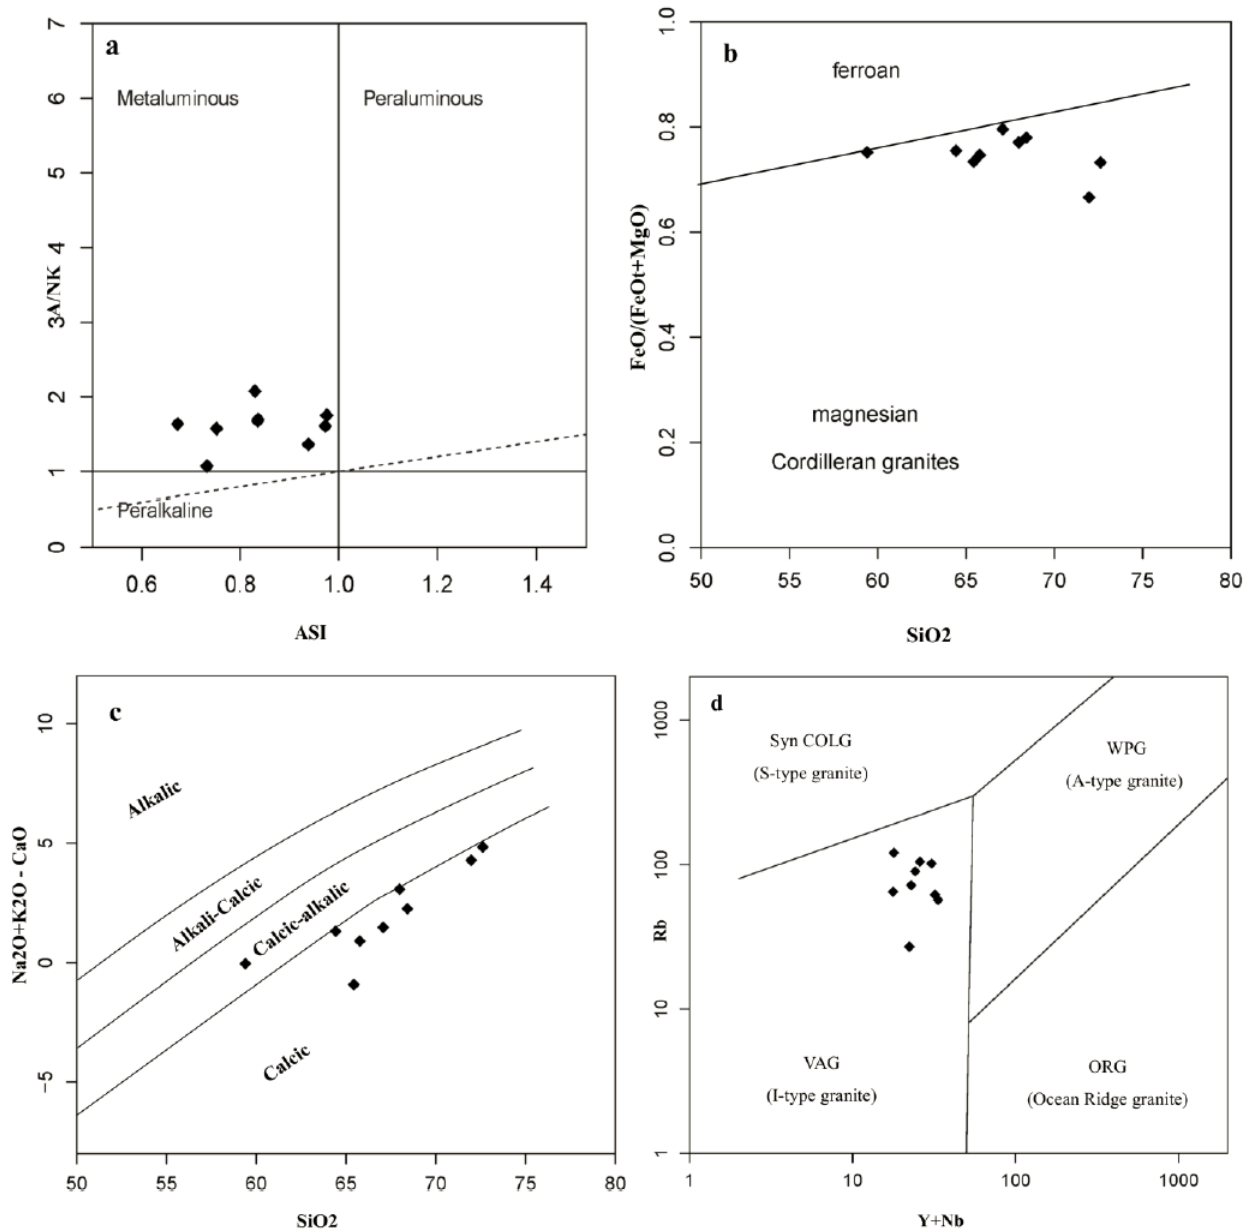 a
7
6
5
4
3
2
1
0
A/NK
Metaluminous
Peraluminous
Peralkaline
0.6 0.8 1.0 1.2 1.4
ASI
b
1.0
0.8
0.6
0.4
0.2
0.0
FeO/(FeOt+MgO)
ferroan
magnesian
Cordilleran granites
50 55 60 65 70 75 80
SiO2
c
10
5
0
−5
Na2O+K2O - CaO
Alkalic
Alkali-Calcic
Calcic-alkalic
Calcic
50 55 60 65 70 75 80
SiO2
d
1000
100
10
1
Rb
Syn COLG
(S-type granite)
WPG
(A-type granite)
VAG
(I-type granite)
ORG
(Ocean Ridge granite)
1 10 100 1000
Y+Nb